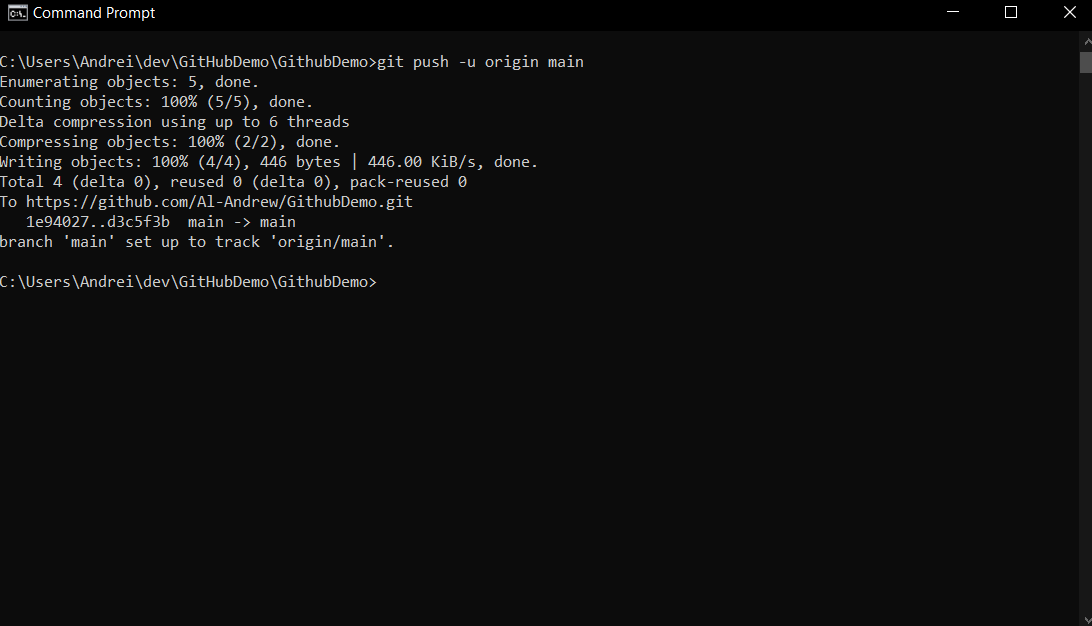 Command Prompt
C:\Users\Andrei\dev\GitHubDemo\GithubDemo>git push -u origin main
Enumerating objects: 5, done.
Counting objects: 100% (5/5), done.
Delta compression using up to 6 threads
Compressing objects: 100% (2/2), done.
Writing objects: 100% (4/4), 446 bytes | 446.00 KiB/s, done.
Total 4 (delta 0), reused 0 (delta 0), pack-reused 0
To https://github.com/Al-Andrew/GithubDemo.git
   1e94027..d3c5f3b  main -> main
branch 'main' set up to track 'origin/main'.
C:\Users\Andrei\dev\GitHubDemo\GithubDemo>